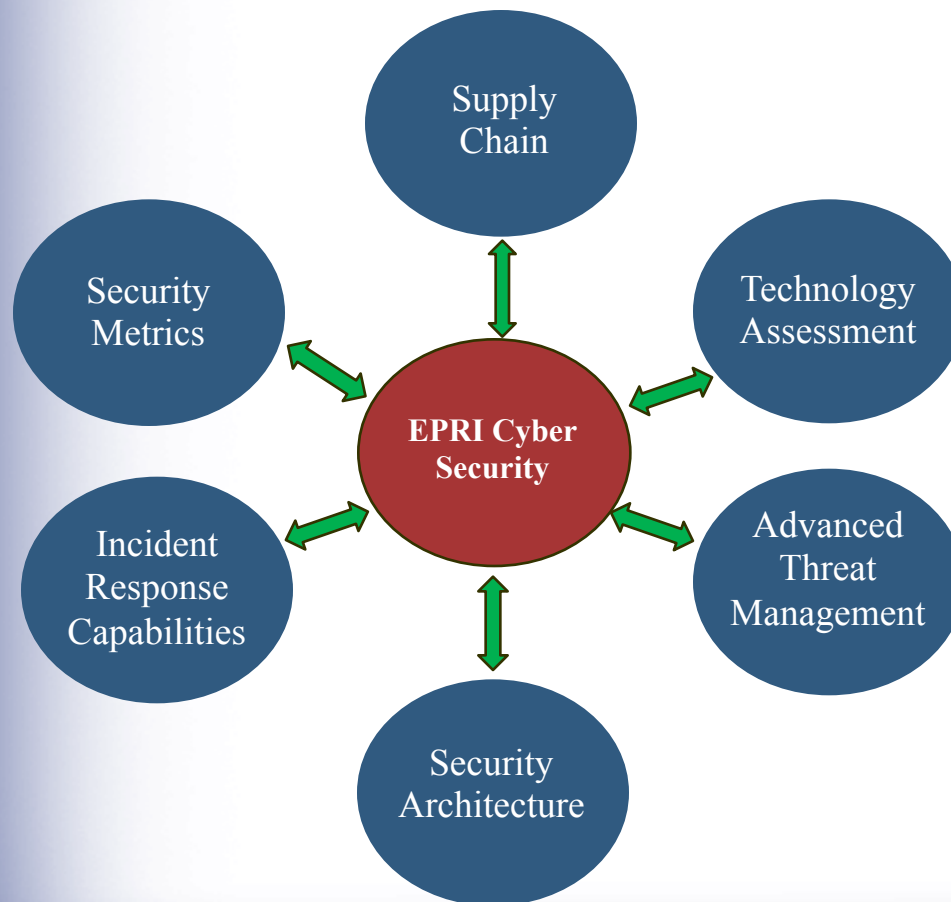 Supply
Chain
Security
Metrics
Technology
Assessment
EPRI Cyber
Security
Incident
Response
Capabilities
Advanced
Threat
Management
Security
Architecture